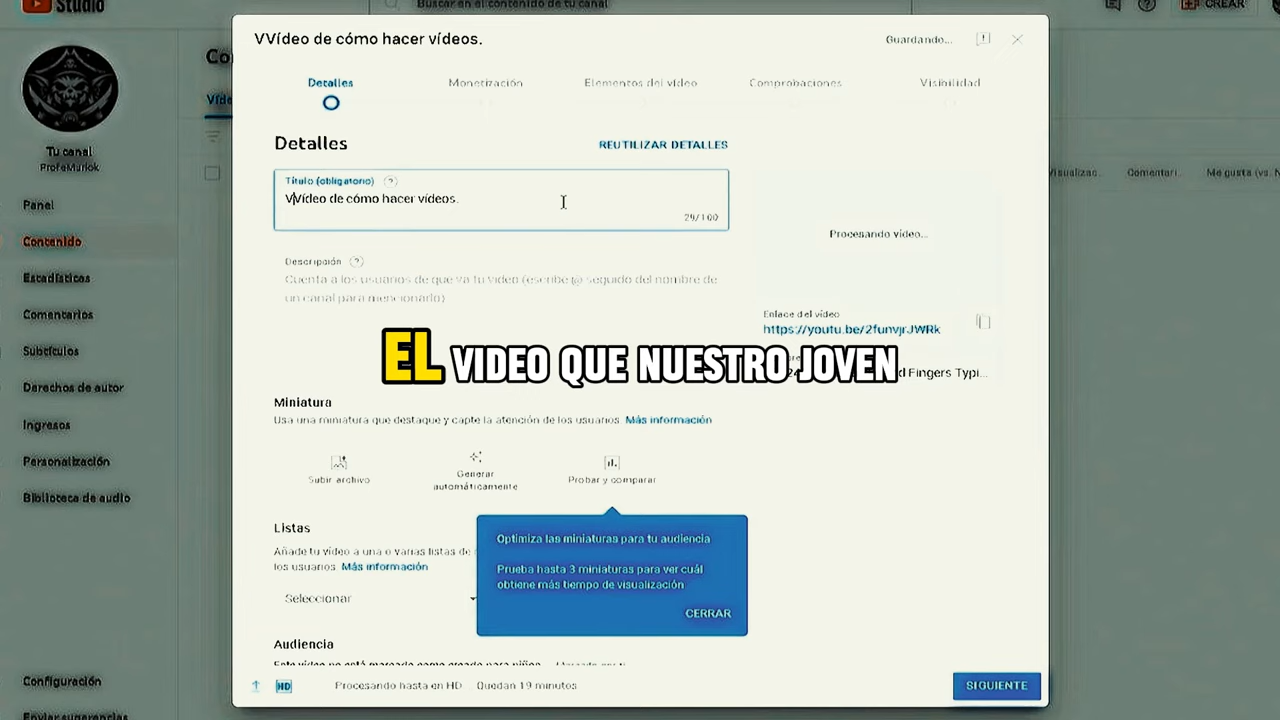 Studio
Buscar en el contenido de tu canal
CREAR
VVídeo de cómo hacer vídeos.
Guardando...
Detalles
Monetización
Elementos del vídeo
Comprobaciones
Visibilidad
Detalles
REUTILIZAR DETALLES
Título (obligatorio)
VVídeo de cómo hacer vídeos.
29/100
Descripción
Cuenta a los usuarios de que va tu vídeo (escribe @ seguido del nombre de
un canal para mencionarlo)
Procesando vídeo...
Enlace del vídeo
https://youtu.be/2funvjrJWRk
d Fingers Typi...
EL VIDEO QUE NUESTRO JOVEN
Miniatura
Usa una miniatura que destaque y capte la atención de los usuarios Más información
Subir archivo
Generar
automáticamente
Probar y comparar
Optimiza las miniaturas para tu audiencia
Prueba hasta 3 miniaturas para ver cuál
obtiene más tiempo de visualización
CERRAR
Listas
Añade tu vídeo a una o varias listas de
los usuarios Más información
Seleccionar
Audiencia
Procesando hasta en HD Quedan 19 minutos
HD
SIGUIENTE
Tu canal
ProfeMuriok
Panel
Contenido
Estadísticas
Comentarios
Subtítulos
Derechos de autor
Ingresos
Personalización
Biblioteca de audio
Configuración
Enviar sugerencias
Visualizac.
Comentari.
Me gusta (vs. N